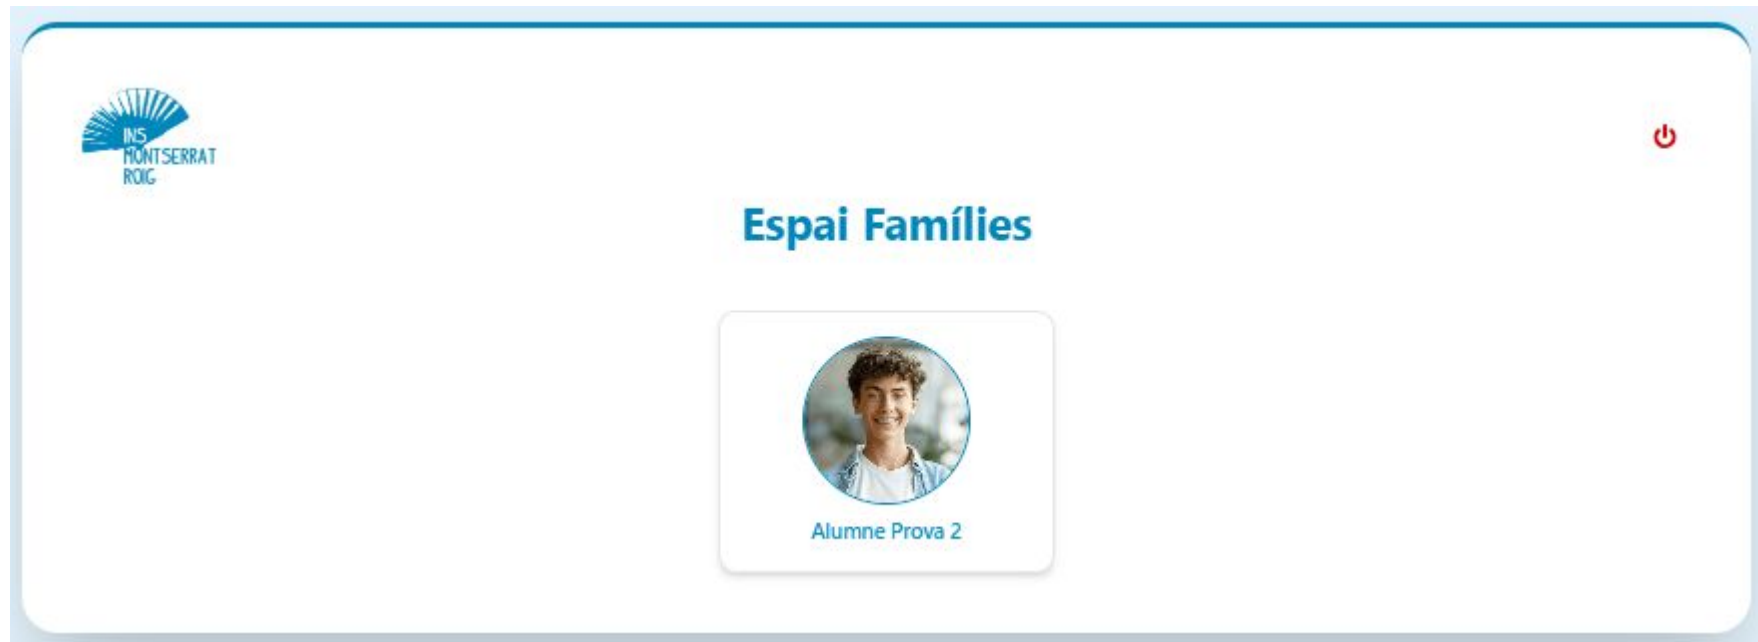 INS
MONTSERRAT
ROIG
Espai Famílies
Alumne Prova 2